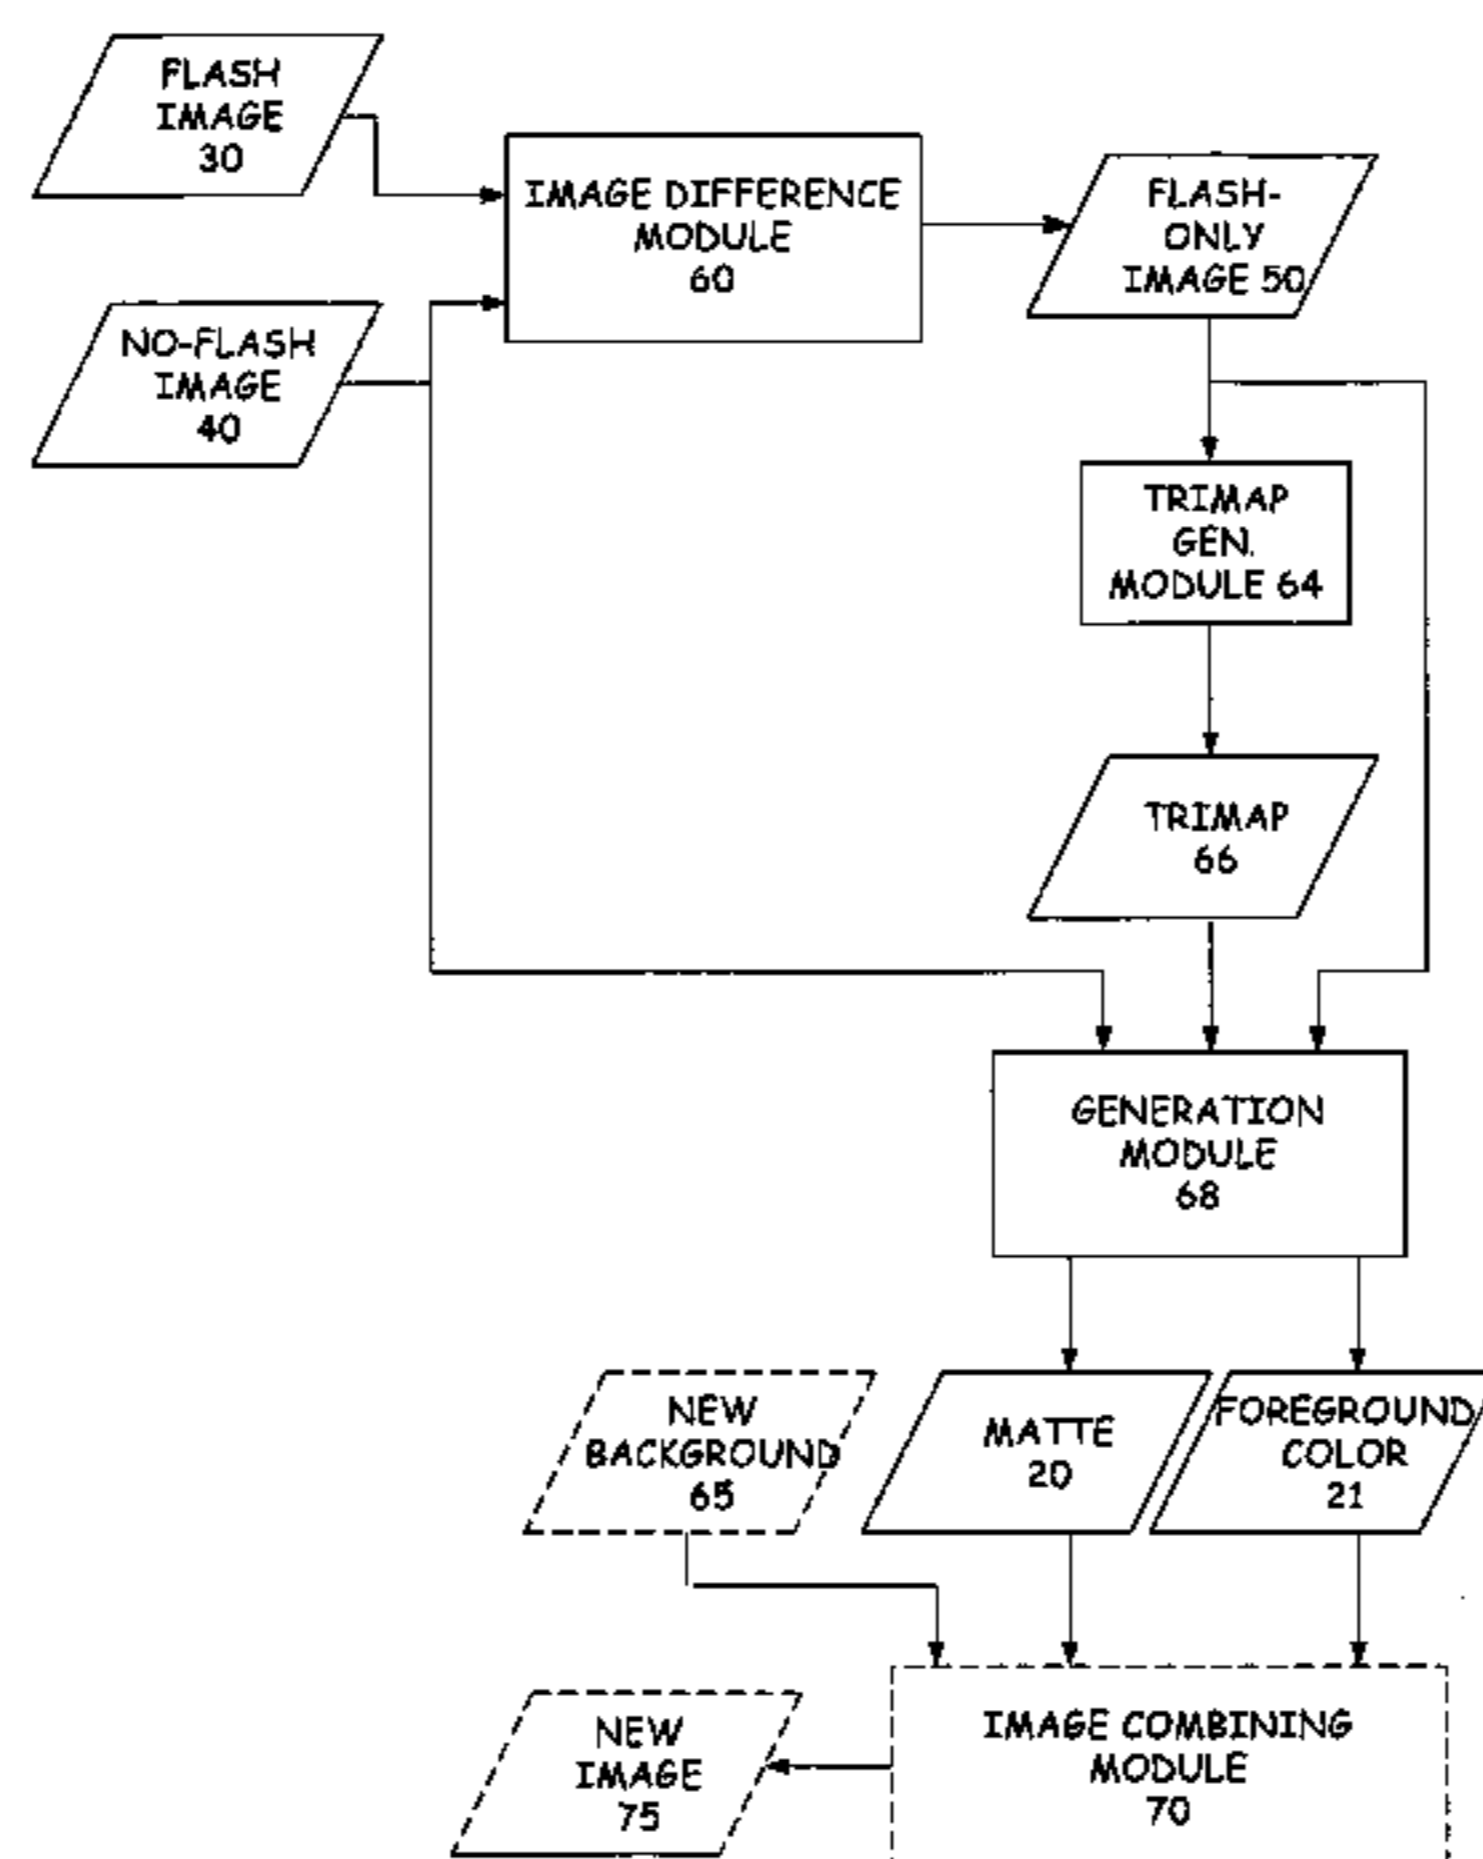 FLASH
IMAGE
30
IMAGE DIFFERENCE
MODULE
60
FLASH-
ONLY
IMAGE 50
NO-FLASH
IMAGE
40
TRIMAP
GEN.
MODULE 64
TRIMAP
66
GENERATION
MODULE
68
NEW
BACKGROUND
65
MATTE
20
FOREGROUND
COLOR
21
NEW
IMAGE
75
IMAGE COMBINING
MODULE
70